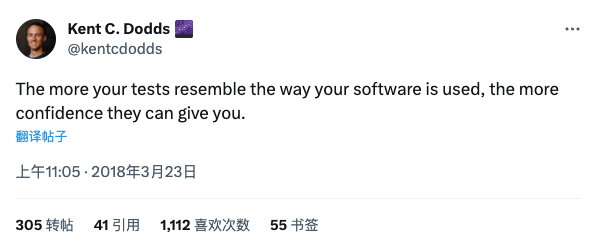 Kent C. Dodds 🌌
@kentcdodds
The more your tests resemble the way your software is used, the more
confidence they can give you.
翻译帖子
上午11:05 · 2018年3月23日
305 转帖 41 引用 1,112 喜欢次数 55 书签